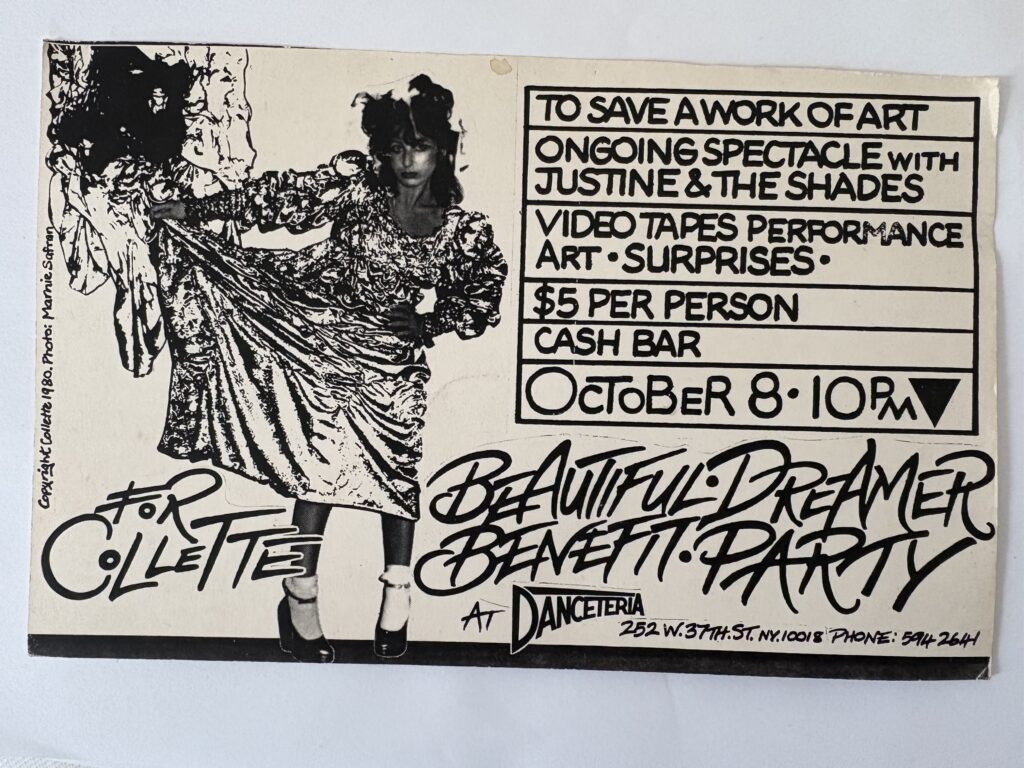 Copyright Collette 1980. Photo: Marnie Safran
TO SAVE A WORK OF ART
ONGOING SPECTACLE WITH
JUSTINE & THE SHADES
VIDEO TAPES PERFORMANCE
ART • SURPRISES •
$5 PER PERSON
CASH BAR
OCTOBER 8 • 10 PM
FOR
COLLETTE
BEAUTIFUL • DREAMER
BENEFIT • PARTY
AT DANCETERIA
252 W. 37TH. ST. NY. 10018 PHONE: 594 2641